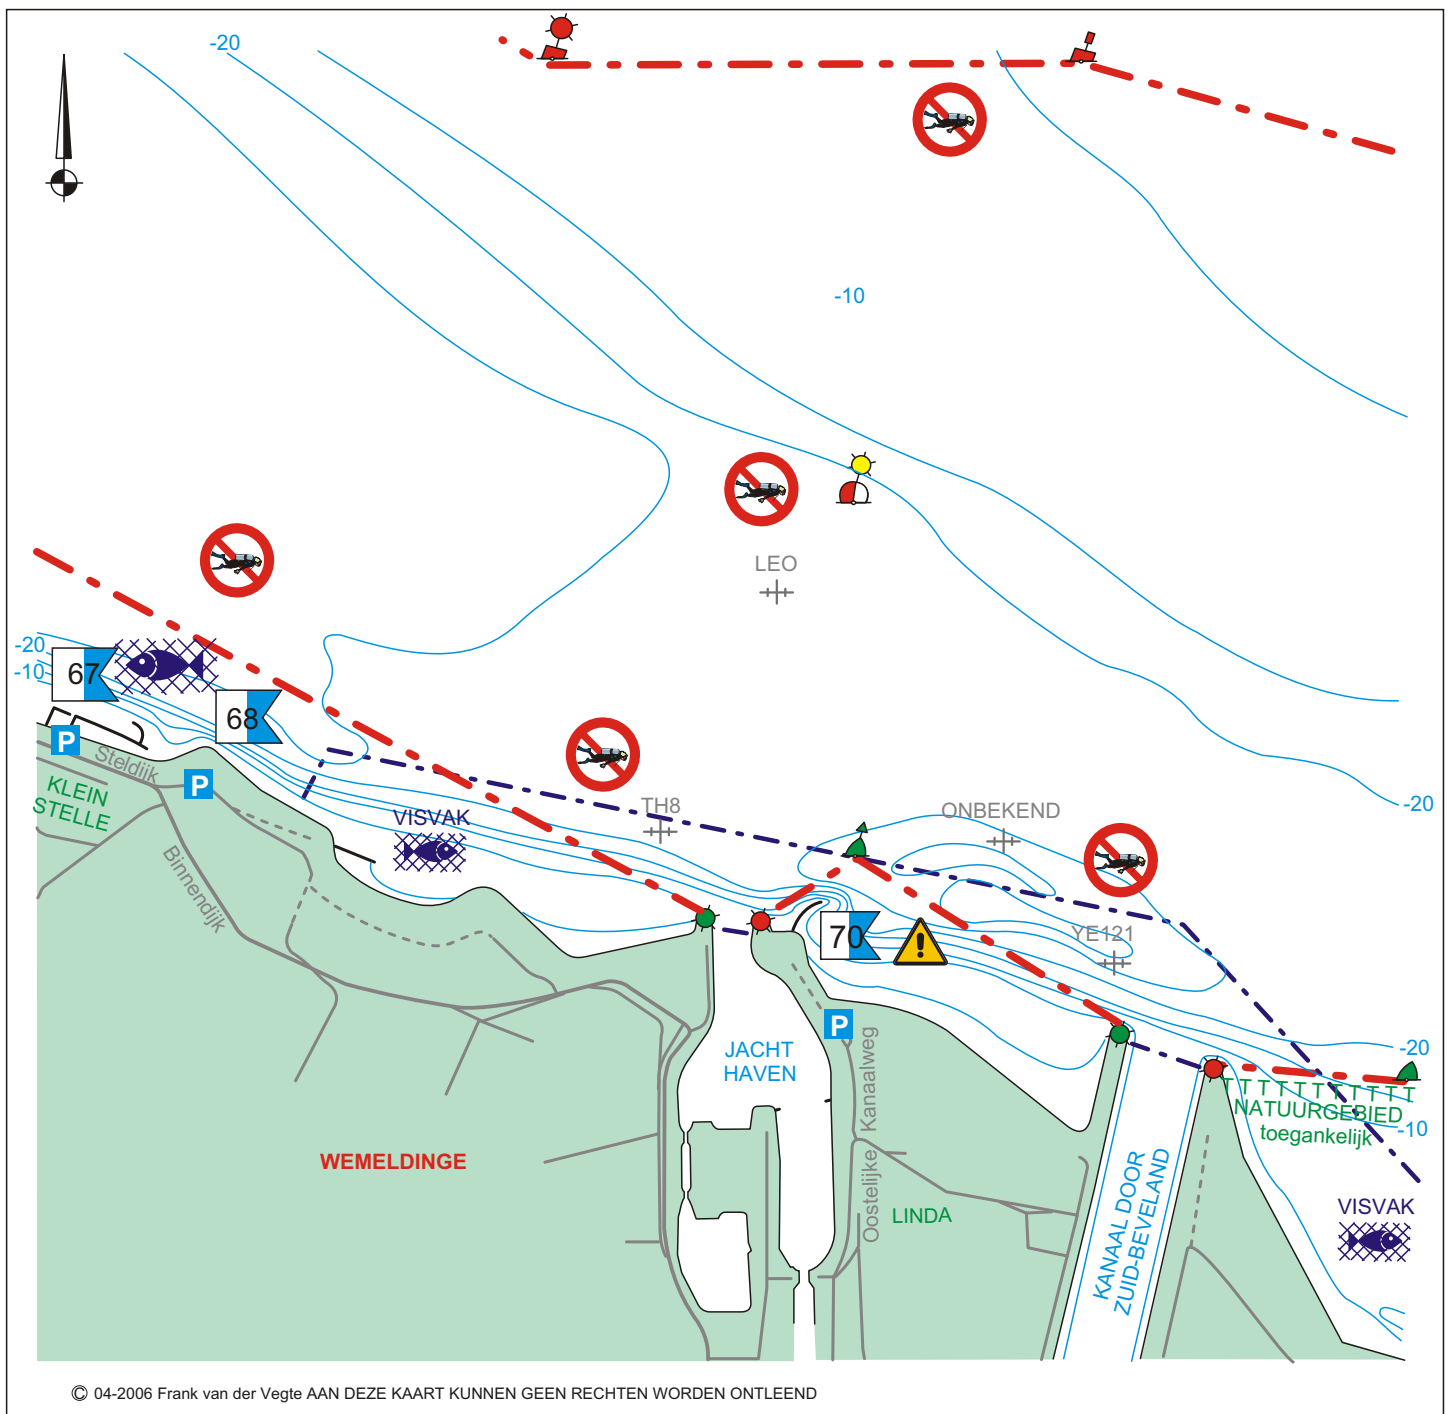 -20
-10
LEO
-20
-10
67
68
P
Steldijk
P
KLEIN
STELLE
Binnendijk
VISVAK
TH8
ONBEKEND
-20
70
!
YE121
P
JACHT
HAVEN
Oostelijke Kanaalweg
-20
T T T T T T T T T T T T T
NATUURGEBIED
toegankelijk
-10
WEMELDINGE
LINDA
KANAAL DOOR
ZUID-BEVELAND
VISVAK
© 04-2006 Frank van der Vegte AAN DEZE KAART KUNNEN GEEN RECHTEN WORDEN ONTLEEND